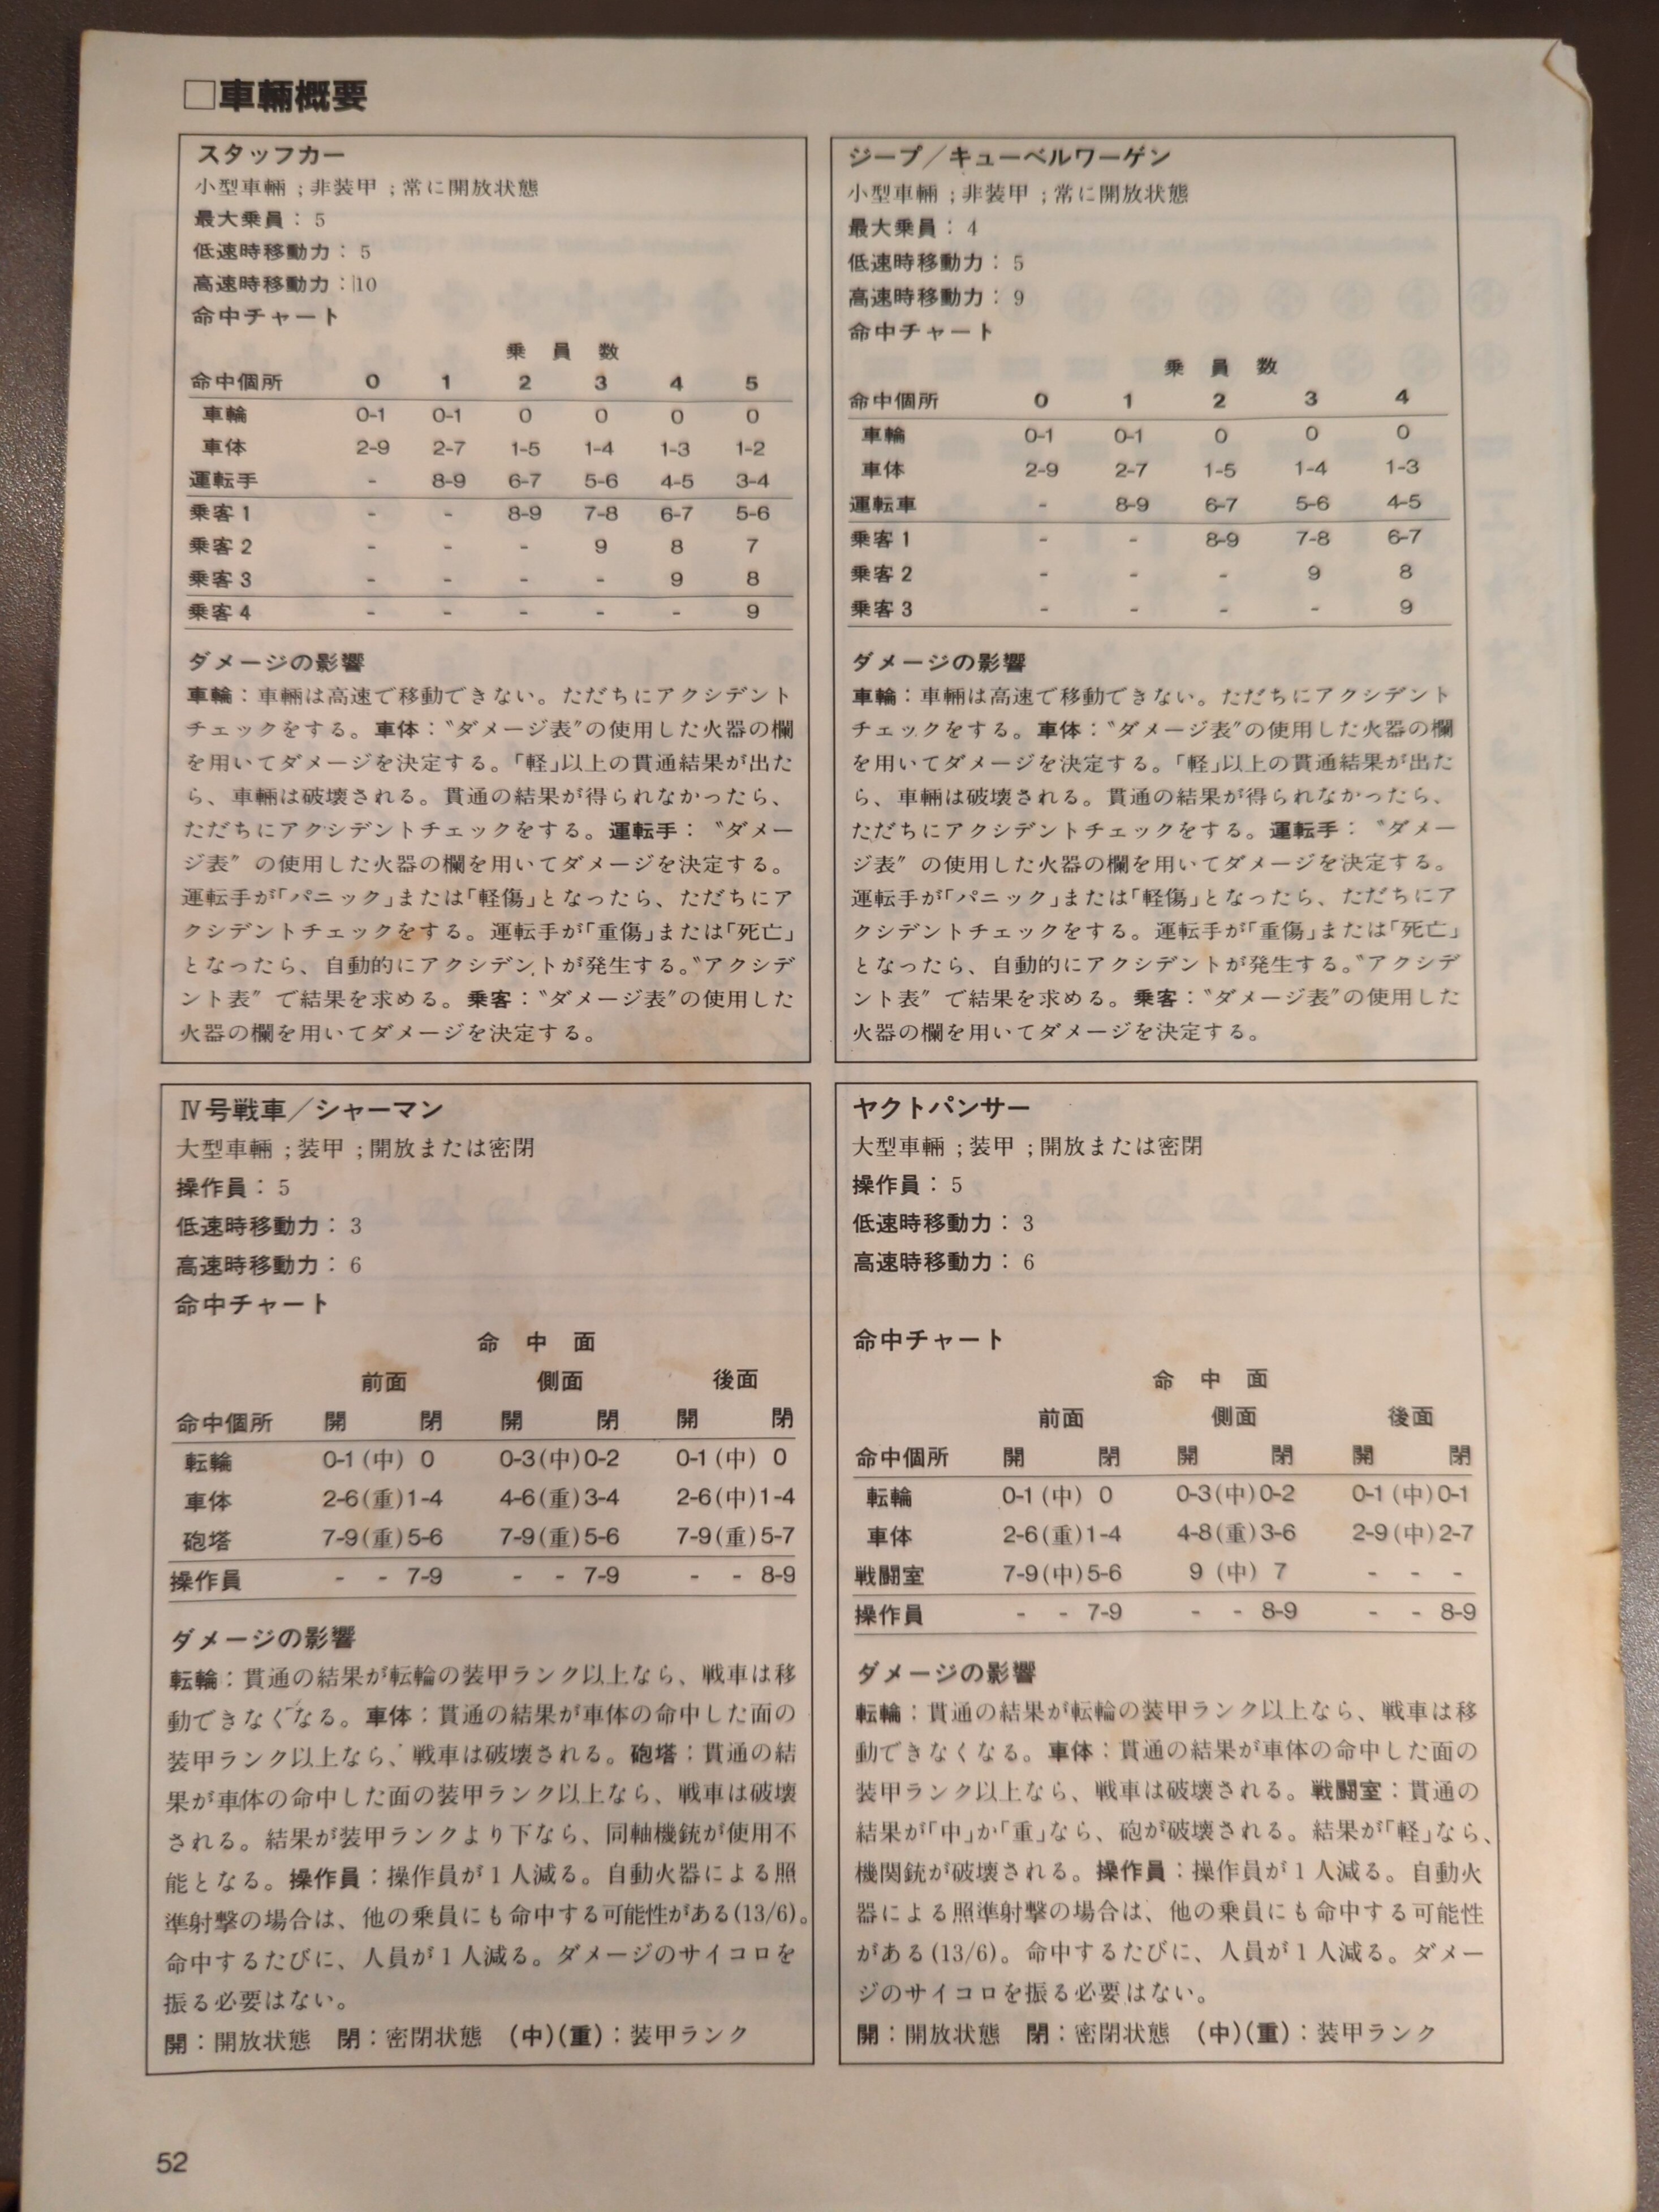 □車輛概要
スタッフカー
小型車輛；非装甲；常に開放状態
最大乗員：5
低速時移動力：5
高速時移動力：10
命中チャート
乗員数
命中個所 0 1 2 3 4 5
車輪 0-1 0-1 0 0 0 0
車体 2-9 2-7 1-5 1-4 1-3 1-2
運転手 - 8-9 6-7 5-6 4-5 3-4
乗客1 - - 8-9 7-8 6-7 5-6
乗客2 - - - 9 8 7
乗客3 - - - - 9 8
乗客4 - - - - - 9
ダメージの影響
車輪：車輛は高速で移動できない。ただちにアクシデント
チェックをする。車体：〝ダメージ表〞の使用した火器の欄
を用いてダメージを決定する。「軽」以上の貫通結果が出た
ら、車輛は破壊される。貫通の結果が得られなかったら、
ただちにアクシデントチェックをする。運転手：〝ダメー
ジ表〞の使用した火器の欄を用いてダメージを決定する。
運転手が「パニック」または「軽傷」となったら、ただちにア
クシデントチェックをする。運転手が「重傷」または「死亡」
となったら、自動的にアクシデントが発生する。〝アクシデ
ント表〞で結果を求める。乗客：〝ダメージ表〞の使用した
火器の欄を用いてダメージを決定する。
ジープ／キューベルワーゲン
小型車輛；非装甲；常に開放状態
最大乗員：4
低速時移動力：5
高速時移動力：9
命中チャート
乗員数
命中個所 0 1 2 3 4
車輪 0-1 0-1 0 0 0
車体 2-9 2-7 1-5 1-4 1-3
運転車 - 8-9 6-7 5-6 4-5
乗客1 - - 8-9 7-8 6-7
乗客2 - - - 9 8
乗客3 - - - - 9
ダメージの影響
車輪：車輛は高速で移動できない。ただちにアクシデント
チェックをする。車体：〝ダメージ表〞の使用した火器の欄
を用いてダメージを決定する。「軽」以上の貫通結果が出た
ら、車輛は破壊される。貫通の結果が得られなかったら、
ただちにアクシデントチェックをする。運転手：〝ダメー
ジ表〞の使用した火器の欄を用いてダメージを決定する。
運転手が「パニック」または「軽傷」となったら、ただちにア
クシデントチェックをする。運転手が「重傷」または「死亡」
となったら、自動的にアクシデントが発生する。〝アクシデ
ント表〞で結果を求める。乗客：〝ダメージ表〞の使用した
火器の欄を用いてダメージを決定する。
Ⅳ号戦車／シャーマン
大型車輛；装甲；開放または密閉
操作員：5
低速時移動力：3
高速時移動力：6
命中チャート
命中面
前面 側面 後面
命中個所 開 閉 開 閉 開 閉
転輪 0-1(中) 0 0-3(中)0-2 0-1(中) 0
車体 2-6(重)1-4 4-6(重)3-4 2-6(中)1-4
砲塔 7-9(重)5-6 7-9(重)5-6 7-9(重)5-7
操作員 - - 7-9 - - 7-9 - - 8-9
ダメージの影響
転輪：貫通の結果が転輪の装甲ランク以上なら、戦車は移
動できなくなる。車体：貫通の結果が車体の命中した面の
装甲ランク以上なら、戦車は破壊される。砲塔：貫通の結
果が車体の命中した面の装甲ランク以上なら、戦車は破壊
される。結果が装甲ランクより下なら、同軸機銃が使用不
能となる。操作員：操作員が1人減る。自動火器による照
準射撃の場合は、他の乗員にも命中する可能性がある(13/6)。
命中するたびに、人員が1人減る。ダメージのサイコロを
振る必要はない。
開：開放状態 閉：密閉状態 (中)(重)：装甲ランク
ヤクトパンサー
大型車輛；装甲；開放または密閉
操作員：5
低速時移動力：3
高速時移動力：6
命中チャート
命中面
前面 側面 後面
命中個所 開 閉 開 閉 開 閉
転輪 0-1(中) 0 0-3(中)0-2 0-1(中)0-1
車体 2-6(重)1-4 4-8(重)3-6 2-9(中)2-7
戦闘室 7-9(中)5-6 9(中) 7 - - -
操作員 - - 7-9 - - 8-9 - - 8-9
ダメージの影響
転輪：貫通の結果が転輪の装甲ランク以上なら、戦車は移
動できなくなる。車体：貫通の結果が車体の命中した面の
装甲ランク以上なら、戦車は破壊される。戦闘室：貫通の
結果が「中」か「重」なら、砲が破壊される。結果が「軽」なら、
機関銃が破壊される。操作員：操作員が1人減る。自動火
器による照準射撃の場合は、他の乗員にも命中する可能性
がある(13/6)。命中するたびに、人員が1人減る。ダメー
ジのサイコロを振る必要はない。
開：開放状態 閉：密閉状態 (中)(重)：装甲ランク
52